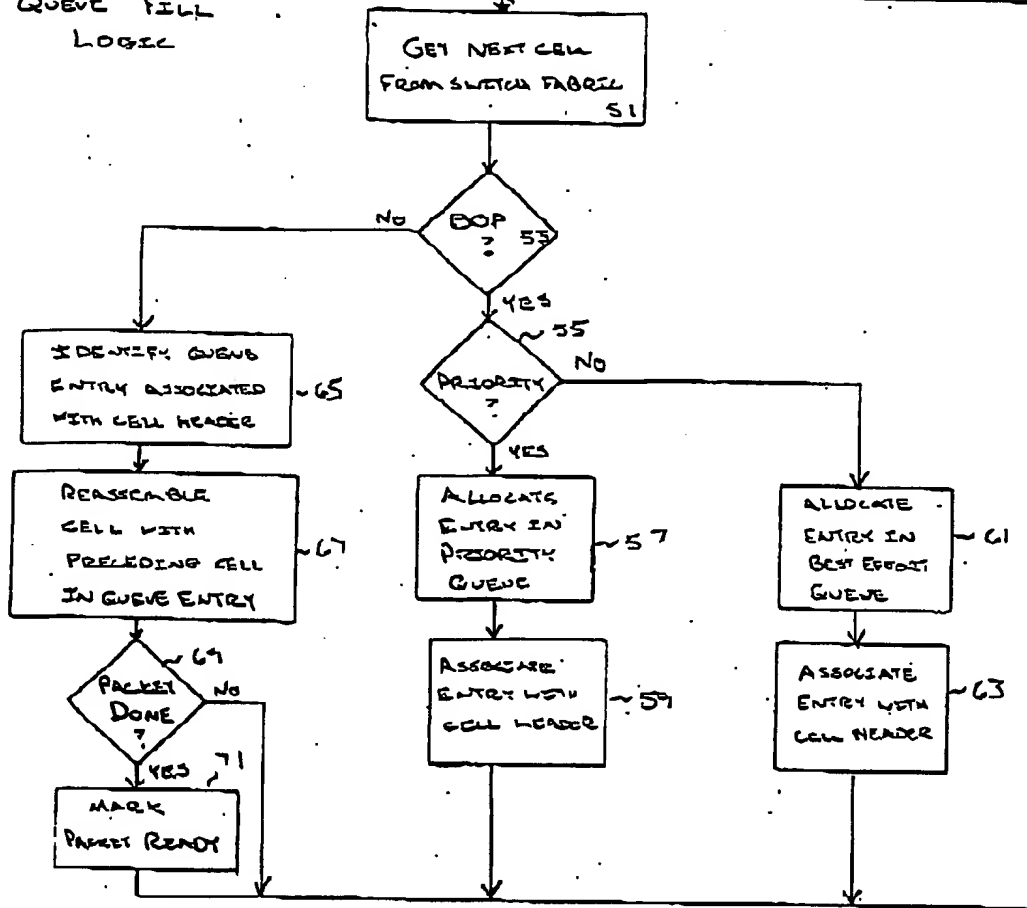 QUEUE FILL
LOGIC
GET NEXT CELL
FROM SWITCH FABRIC
51
BOP
?
53
NO
YES
55
PRIORITY
?
NO
YES
IDENTIFY QUEUE
ENTRY ASSOCIATED
WITH CELL HEADER
65
REASSEMBLE
CELL WITH
PRECEDING CELL
IN QUEUE ENTRY
67
ALLOCATE
ENTRY IN
PRIORITY
QUEUE
57
ALLOCATE
ENTRY IN
BEST EFFORT
QUEUE
61
69
PACKET
DONE
?
NO
YES
ASSOCIATE
ENTRY WITH
CELL HEADER
59
ASSOCIATE
ENTRY WITH
CELL HEADER
63
71
MARK
PACKET READY